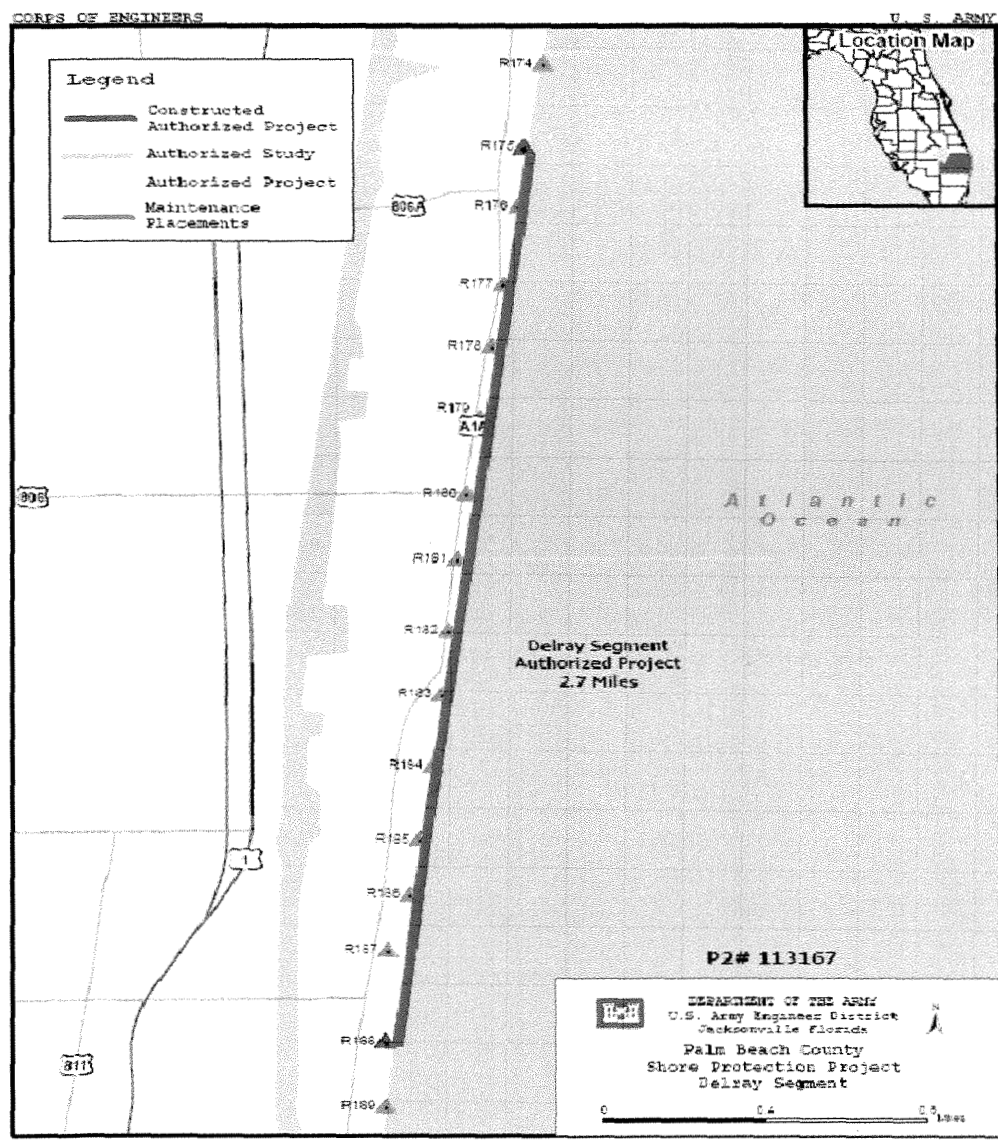 CORPS OF ENGINEERS
U. S. ARMY
Location Map
Legend
Constructed
Authorized Project
Authorized Study
Authorized Project
Maintenance
Placements
R174
R175
806A
R176
R177
R178
R179
A1A
806
R180
Atlantic
Ocean
R181
R182
Delray Segment
Authorized Project
2.7 Miles
R183
R184
R185
1
R186
R187
P2# 113167
DEPARTMENT OF THE ARMY
U.S. Army Engineer District
Jacksonville Florida
N
R188
Palm Beach County
Shore Protection Project
Delray Segment
811
R189
0
0.4
0.8
Miles